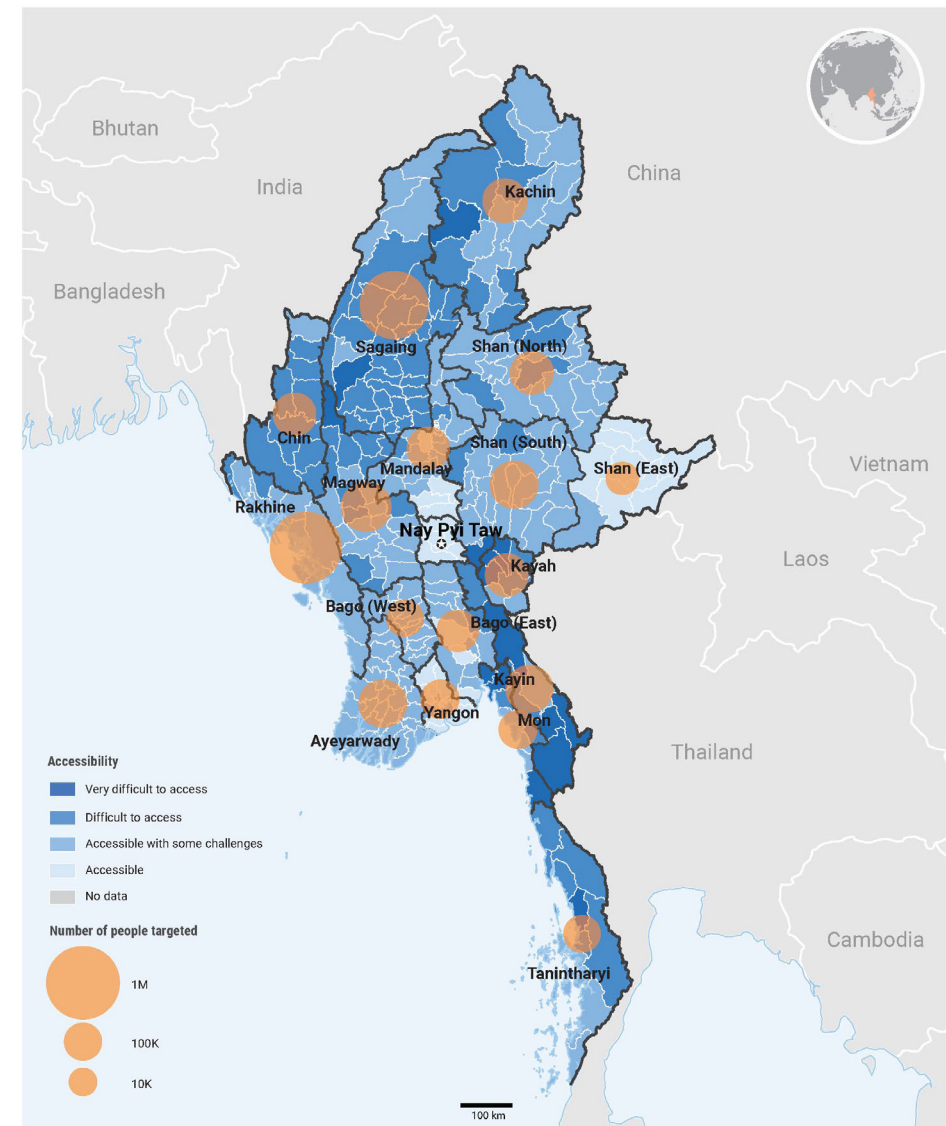 Bhutan
India
China
Kachin
Bangladesh
Sagaing
Shan (North)
Chin
Shan (South)
Mandalay
Shan (East)
Vietnam
Magway
Rakhine
Nay Pyi Taw
Laos
Kayah
Bago (West)
Bago (East)
Kayin
Yangon
Mon
Ayeyarwady
Thailand
Accessibility
Very difficult to access
Difficult to access
Accessible with some challenges
Accessible
No data
Number of people targeted
1M
100K
10K
Cambodia
Tanintharyi
100 km